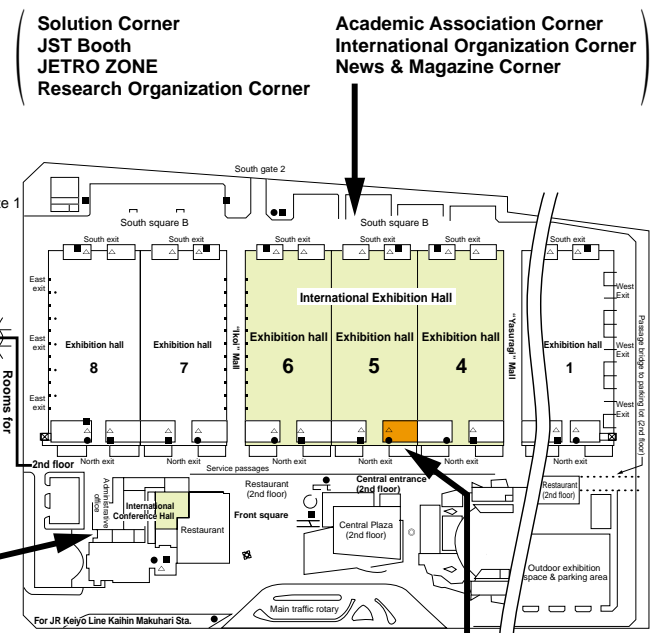 Solution Corner
JST Booth
JETRO ZONE
Research Organization Corner
Academic Association Corner
International Organization Corner
News & Magazine Corner
South gate 2
te 1
South square B
South square B
South exit
South exit
South exit
South exit
South exit
South exit
East exit
East exit
East exit
International Exhibition Hall
Exhibition hall
8
Exhibition hall
7
"Ikoi" Mall
Exhibition hall
6
Exhibition hall
5
Exhibition hall
4
"Yasuragi" Mall
Exhibition hall
1
West Exit
West Exit
West Exit
Passage bridge to parking lot (2nd floor)
Rooms for
2nd floor
North exit
North exit
North exit
North exit
North exit
North exit
Service passages
Administrative office
International Conference Hall
Restaurant
Restaurant
(2nd floor)
Front square
Central entrance
(2nd floor)
Central Plaza
(2nd floor)
Restaurant
(2nd floor)
Outdoor exhibition
space & parking area
Main traffic rotary
For JR Keiyo Line Kaihin Makuhari Sta.